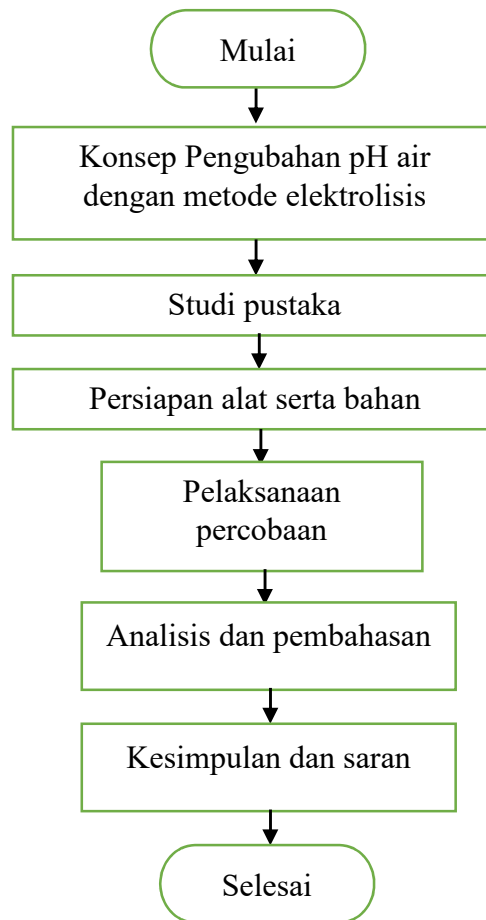 Mulai
Konsep Pengubahan pH air
dengan metode elektrolisis
Studi pustaka
Persiapan alat serta bahan
Pelaksanaan
percobaan
Analisis dan pembahasan
Kesimpulan dan saran
Selesai